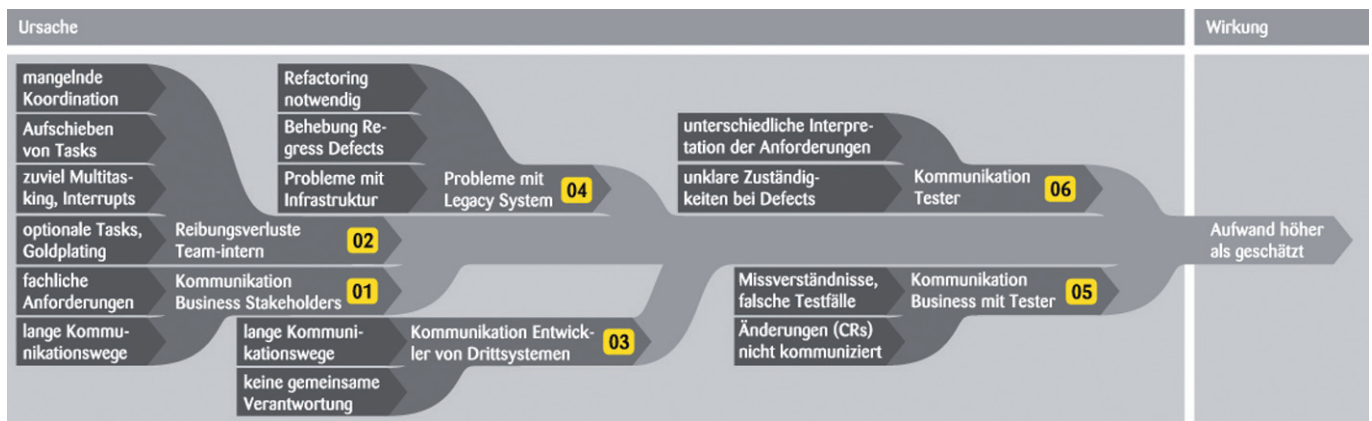 Ursache
Wirkung
mangelnde
Koordination
Aufschieben
von Tasks
zuviel Multitas-
king, Interrupts
optionale Tasks,
Goldplating
Reibungsverluste
Team-intern
02
fachliche
Anforderungen
lange Kommu-
nikationswege
Kommunikation
Business Stakeholders
01
Refactoring
notwendig
Behebung Re-
gress Defects
Probleme mit
Infrastruktur
Probleme mit
Legacy System
04
lange Kommuni-
kationswege
keine gemeinsame
Verantwortung
Kommunikation Entwick-
ler von Drittsystemen
03
unterschiedliche Interpre-
tation der Anforderungen
unklare Zuständig-
keiten bei Defects
Kommunikation
Tester
06
Missverständnisse,
falsche Testfälle
Änderungen (CRs)
nicht kommuniziert
Kommunikation
Business mit Tester
05
Aufwand höher
als geschätzt